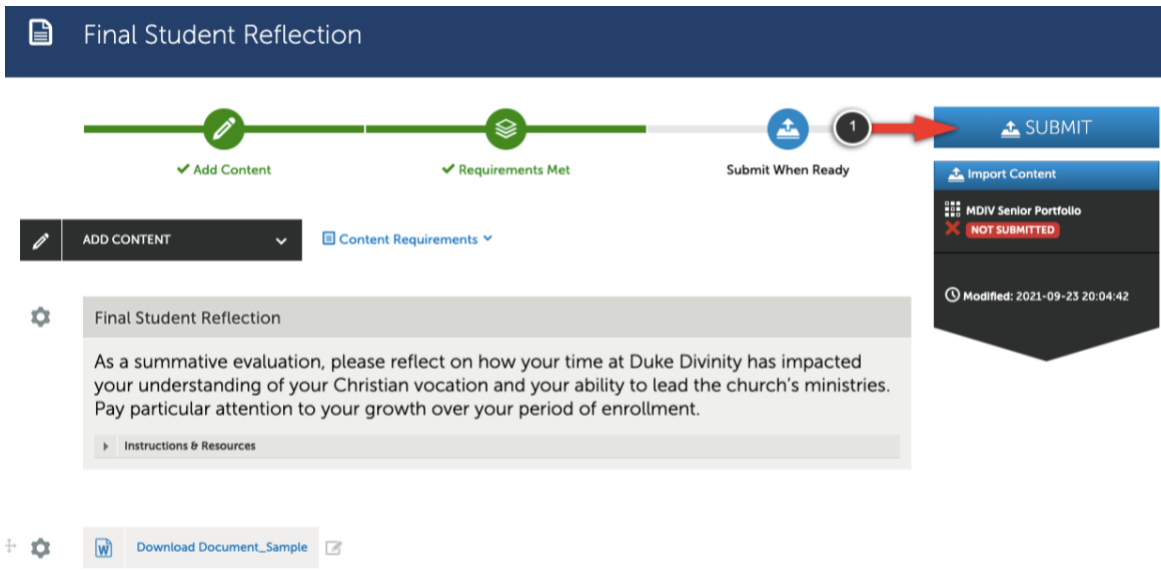 Final Student Reflection
1
SUBMIT
Add Content
Requirements Met
Submit When Ready
Import Content
MDIV Senior Portfolio
NOT SUBMITTED
ADD CONTENT
Content Requirements
Modified: 2021-09-23 20:04:42
Final Student Reflection
As a summative evaluation, please reflect on how your time at Duke Divinity has impacted
your understanding of your Christian vocation and your ability to lead the church's ministries.
Pay particular attention to your growth over your period of enrollment.
Instructions & Resources
Download Document_Sample